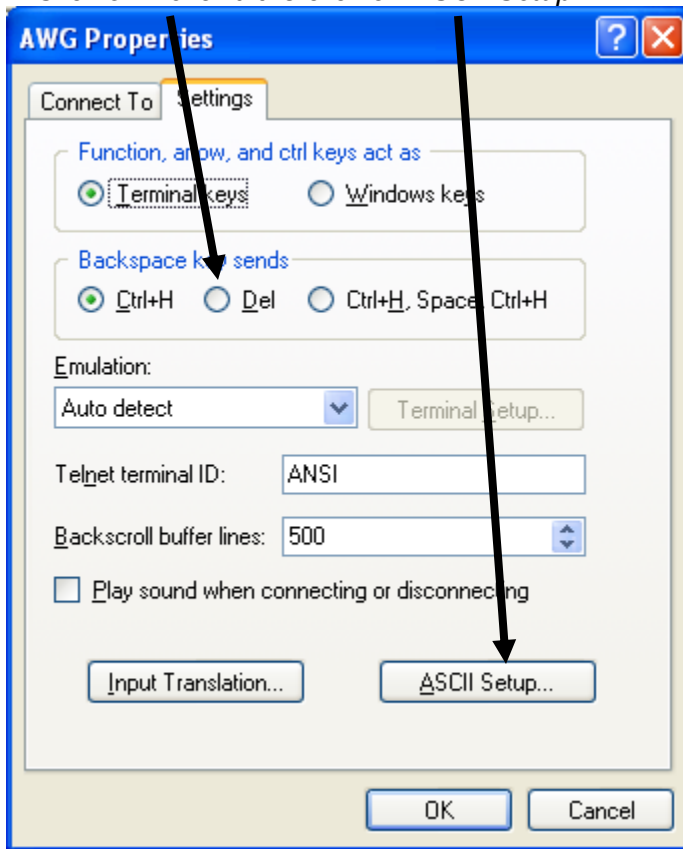 AWG Properties
Connect To Settings
Function, arrow, and ctrl keys act as
Terminal keys Windows keys
Backspace key sends
Ctrl+H Del Ctrl+H, Space, Ctrl+H
Emulation:
Auto detect Terminal Setup...
Telnet terminal ID: ANSI
Backscroll buffer lines: 500
Play sound when connecting or disconnecting
Input Translation... ASCII Setup...
OK Cancel